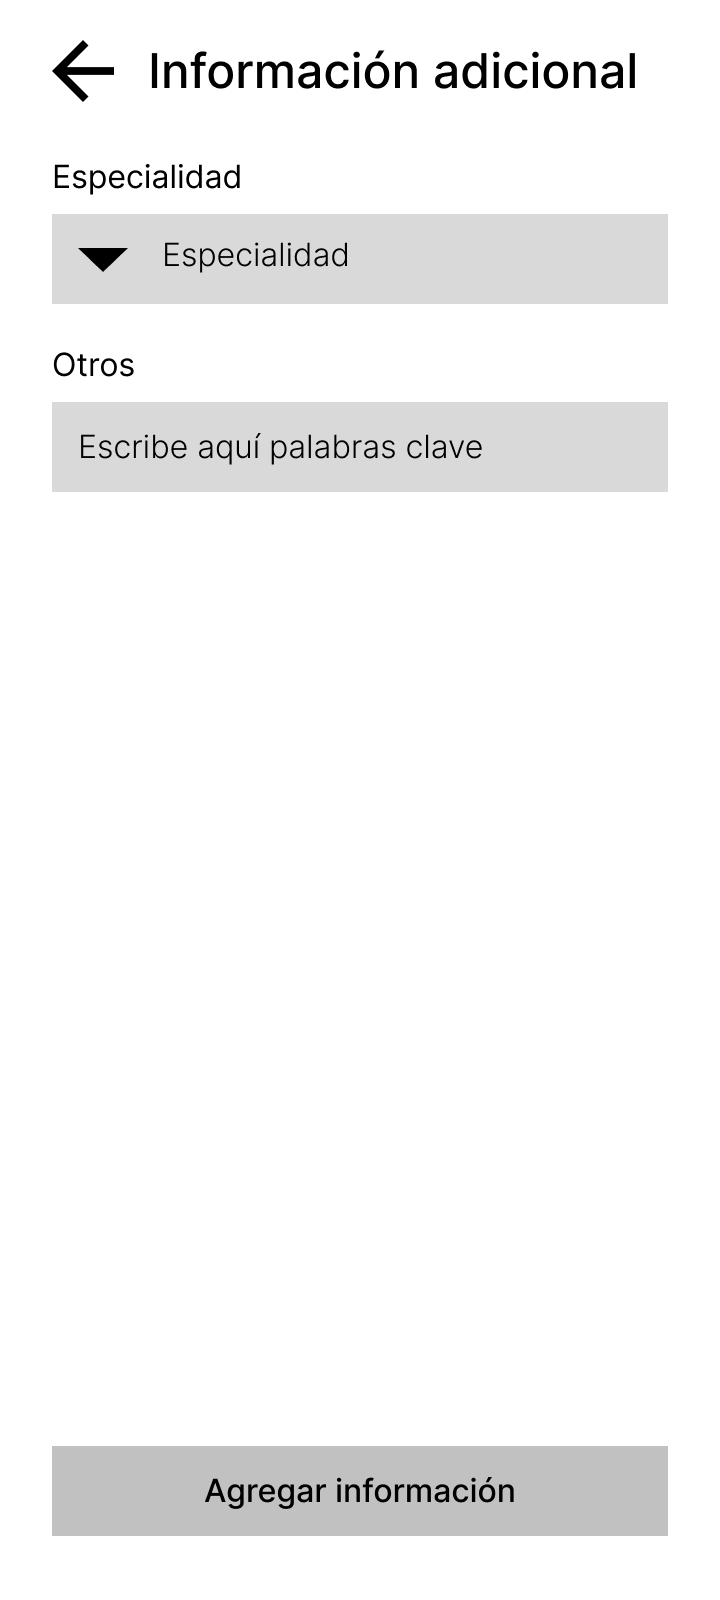 Información adicional
Especialidad
Especialidad
Otros
Escribe aquí palabras clave
Agregar información